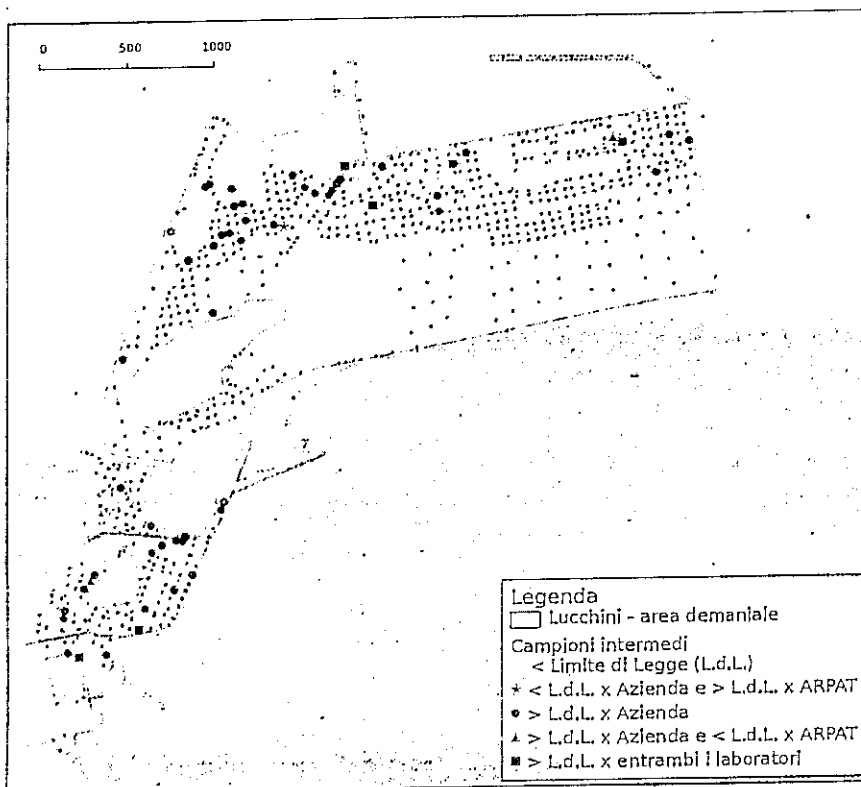 0 500 1000
Legenda
Lucchini - area demaniale
Campioni intermedi
< Limite di Legge (L.d.L.)
< L.d.L. x Azienda e > L.d.L. x ARPAT
> L.d.L. x Azienda
> L.d.L. x Azienda e < L.d.L. x ARPAT
> L.d.L. x entrambi i laboratori